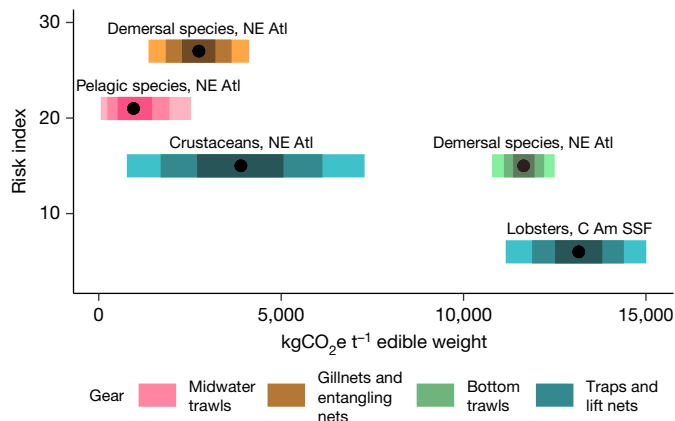 30
Demersal species, NE Atl
Pelagic species, NE Atl
20
Crustaceans, NE Atl
Demersal species, NE Atl
Risk index
10
Lobsters, C Am SSF
0
5,000
10,000
15,000
kgCO₂e t⁻¹ edible weight
Gear
Midwater
trawls
Gillnets and
entangling
nets
Bottom
trawls
Traps and
lift nets